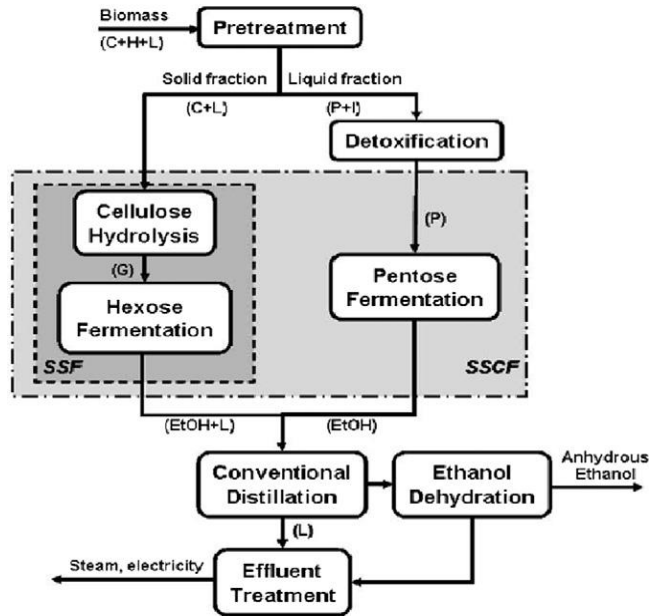 Biomass
(C+H+L)
Pretreatment
Solid fraction
Liquid fraction
(C+L)
(P+I)
Detoxification
Cellulose
Hydrolysis
(P)
(G)
Hexose
Fermentation
Pentose
Fermentation
SSF
SSCF
(EtOH+L)
(EtOH)
Conventional
Distillation
Ethanol
Dehydration
Anhydrous
Ethanol
(L)
Steam, electricity
Effluent
Treatment